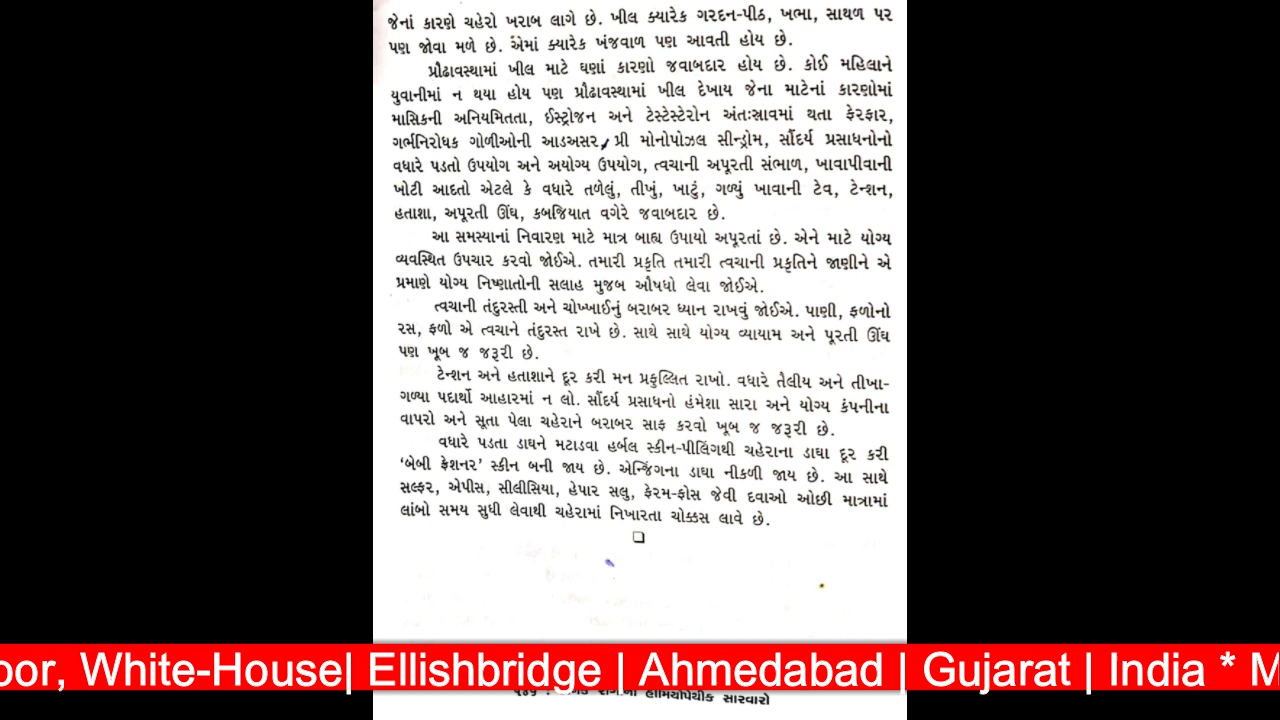 જેનાં કારણે ચહેરો ખરાબ લાગે છે. ખીલ ક્યારેક ગરદન-પીઠ, ખભા, સાથળ પર
પણ જોવા મળે છે. એમાં ક્યારેક ખંજવાળ પણ આવતી હોય છે.
પ્રૌઢાવસ્થામાં ખીલ માટે ઘણાં કારણો જવાબદાર હોય છે. કોઈ મહિલાને
યુવાનીમાં ન થયા હોય પણ પ્રૌઢાવસ્થામાં ખીલ દેખાય જેના માટેનાં કારણોમાં
માસિકની અનિયમિતતા, ઈસ્ટ્રોજન અને ટેસ્ટેસ્ટેરોન અંતઃસ્રાવમાં થતા ફેરફાર,
ગર્ભનિરોધક ગોળીઓની આડઅસર, પ્રી મોનોપોઝલ સીન્ડ્રોમ, સૌંદર્ય પ્રસાધનોનો
વધારે પડતો ઉપયોગ અને અયોગ્ય ઉપયોગ, ત્વચાની અપૂરતી સંભાળ, ખાવાપીવાની
ખોટી આદતો એટલે કે વધારે તળેલું, તીખું, ખાટું, ગળ્યું ખાવાની ટેવ, ટેન્શન,
હતાશા, અપૂરતી ઊંઘ, કબજિયાત વગેરે જવાબદાર છે.
આ સમસ્યાનાં નિવારણ માટે માત્ર બાહ્ય ઉપાયો અપૂરતાં છે. એને માટે યોગ્ય
વ્યવસ્થિત ઉપચાર કરવો જોઈએ. તમારી પ્રકૃતિ તમારી ત્વચાની પ્રકૃતિને જાણીને એ
પ્રમાણે યોગ્ય નિષ્ણાતોની સલાહ મુજબ ઔષધો લેવા જોઈએ.
ત્વચાની તંદુરસ્તી અને ચોખ્ખાઈનું બરાબર ધ્યાન રાખવું જોઈએ. પાણી, ફળોનો
રસ, ફળો એ ત્વચાને તંદુરસ્ત રાખે છે. સાથે સાથે યોગ્ય વ્યાયામ અને પૂરતી ઊંઘ
પણ ખૂબ જ જરૂરી છે.
ટેન્શન અને હતાશાને દૂર કરી મન પ્રફુલ્લિત રાખો. વધારે તૈલીય અને તીખા-
ગળ્યા પદાર્થો આહારમાં ન લો. સૌંદર્ય પ્રસાધનો હંમેશા સારા અને યોગ્ય કંપનીના
વાપરો અને સૂતા પેલા ચહેરાને બરાબર સાફ કરવો ખૂબ જ જરૂરી છે.
વધારે પડતા ડાઘને મટાડવા હર્બલ સ્કીન-પીલિંગથી ચહેરાના ડાઘા દૂર કરી
‘બેબી ફ્રેશનર’ સ્કીન બની જાય છે. એન્જિંગના ડાઘા નીકળી જાય છે. આ સાથે
સલ્ફર, એપીસ, સીલીસિયા, હેપાર સલુ, ફેરમ-ફોસ જેવી દવાઓ ઓછી માત્રામાં
લાંબો સમય સુધી લેવાથી ચહેરામાં નિખારતા ચોક્કસ લાવે છે.
oor, White-House| Ellishbridge | Ahmedabad | Gujarat | India * M
હોમિયોપેથીક સારવારો